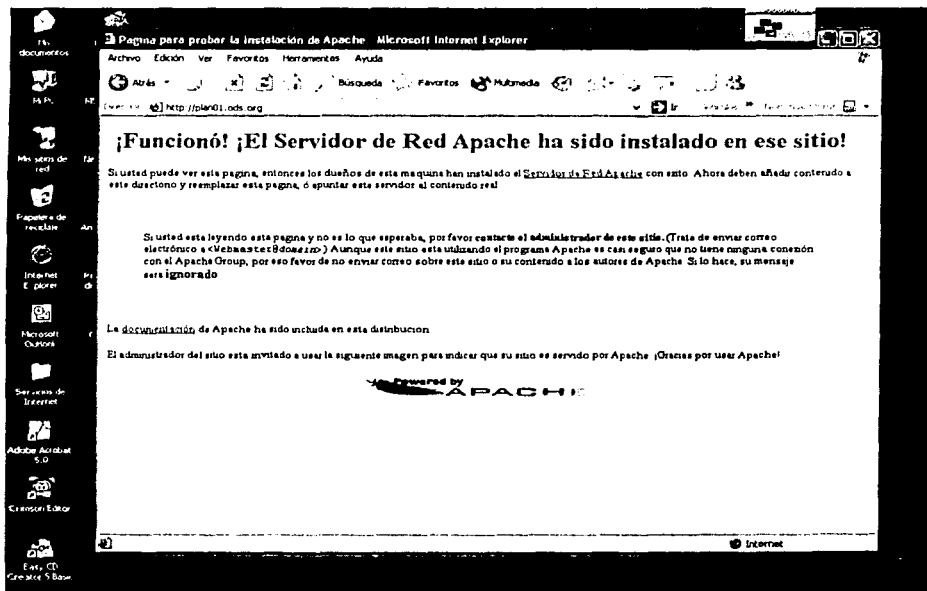 Pagina para probar la instalación de Apache Microsoft Internet Explorer
Archivo Edición Ver Favoritos Herramientas Ayuda
Atrás Búsqueda Favoritos Multimedia
http://plan01.ods.org Ir
¡Funcionó! ¡El Servidor de Red Apache ha sido instalado en ese sitio!
Si usted puede ver esta pagina, entonces los dueños de esta maquina han instalado el Servidor de Red Apache con exito. Ahora deben añadir contenido a
este directorio y reemplazar esta pagina, ó apuntar este servidor al contenido real
Si usted esta leyendo esta pagina y no es lo que esperaba, por favor contacte el administrador de este sitio. (Trate de enviar correo
electrónico a <Webmaster@domain>) Aunque este sitio esta utilizando el programa Apache es casi seguro que no tiene ninguna conexión
con el Apache Group, por eso favor de no enviar correo sobre este sitio o su contenido a los autores de Apache. Si lo hace, su mensaje
sera ignorado
La documentación de Apache ha sido incluida en esta distribucion
El administrador del sitio esta invitado a usar la siguiente imagen para indicar que su sitio es servido por Apache. ¡Gracias por usar Apache!
Powered by
APACHE
Internet
documentos
Mi PC
Mis sitios de
red
Papelera de
reciclaje
Internet
Explorer
Microsoft
Outlook
Servicios de
Internet
Adobe Acrobat
5.0
Crimson Editor
Easy CD
Creator 5 Basic